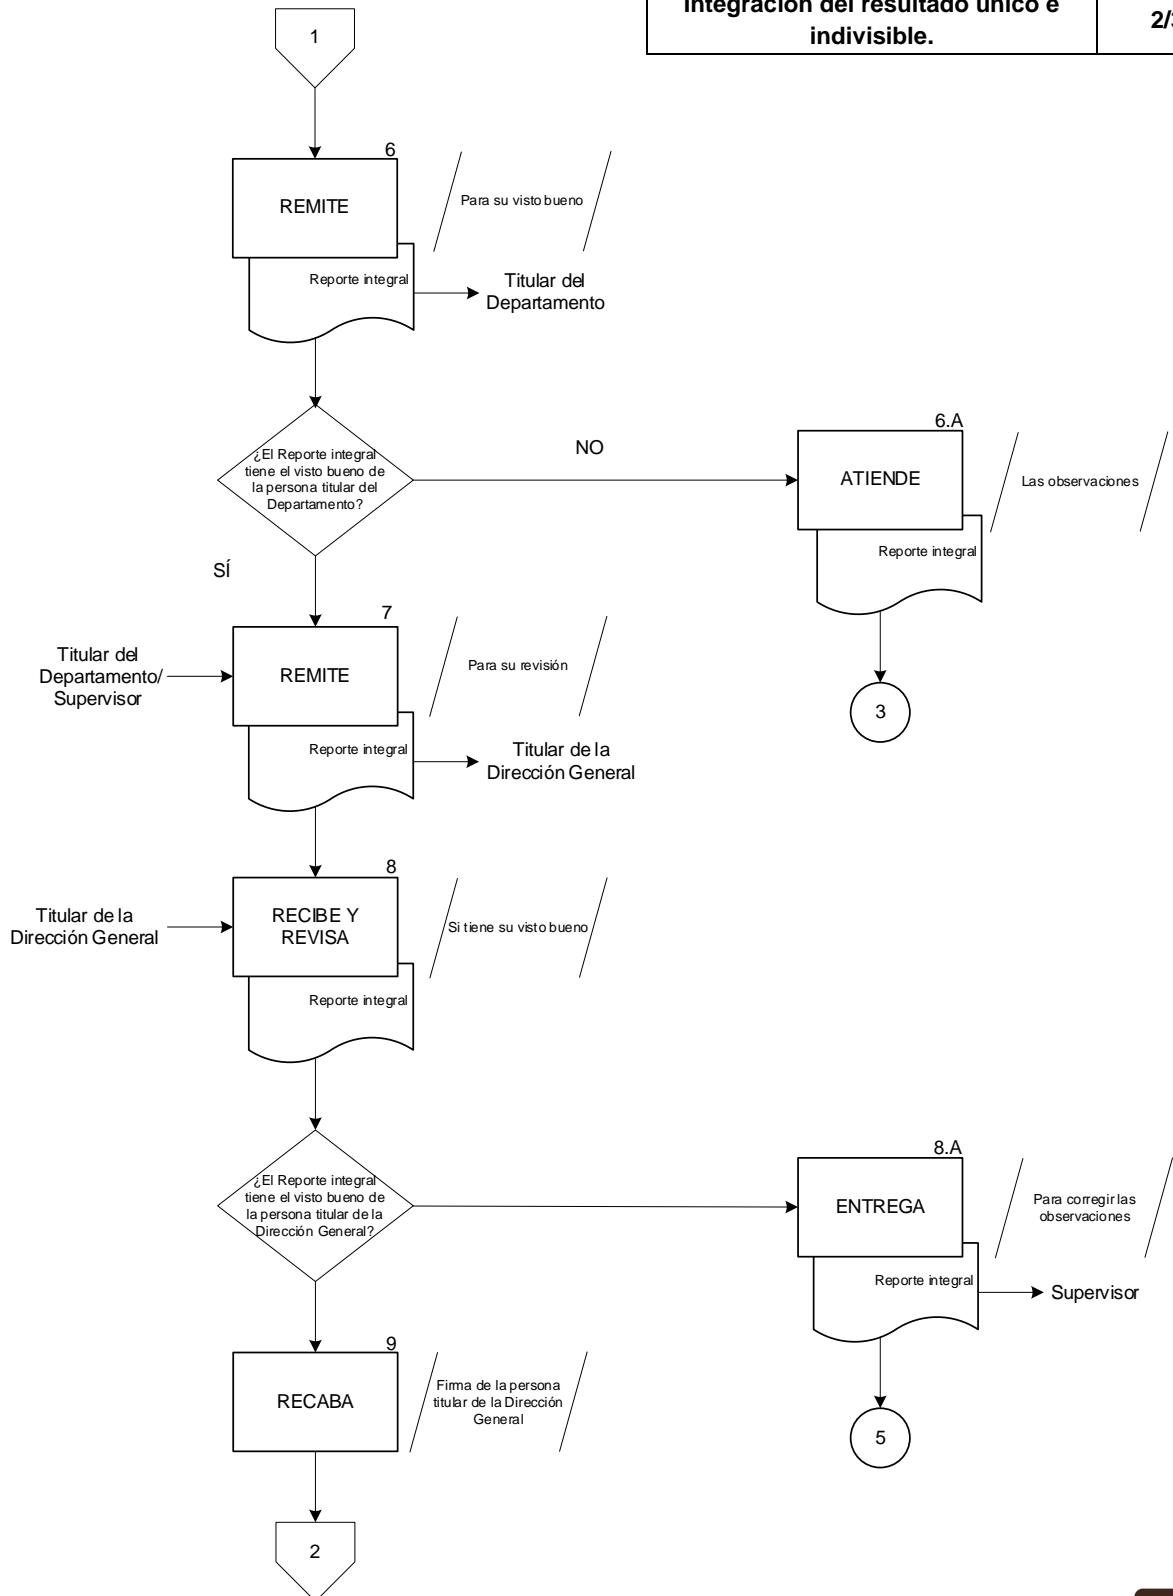 Integración del resultado único e
indivisible.
2/3
1
6
REMITE
Para su visto bueno
Reporte integral
Titular del
Departamento
¿El Reporte integral
tiene el visto bueno de
la persona titular del
Departamento?
NO
SÍ
6.A
ATIENDE
Las observaciones
Reporte integral
3
7
Titular del
Departamento/
Supervisor
REMITE
Para su revisión
Reporte integral
Titular de la
Dirección General
8
Titular de la
Dirección General
RECIBE Y
REVISA
Si tiene su visto bueno
Reporte integral
¿El Reporte integral
tiene el visto bueno de
la persona titular de la
Dirección General?
8.A
ENTREGA
Para corregir las
observaciones
Reporte integral
Supervisor
5
9
RECABA
Firma de la persona
titular de la Dirección
General
2